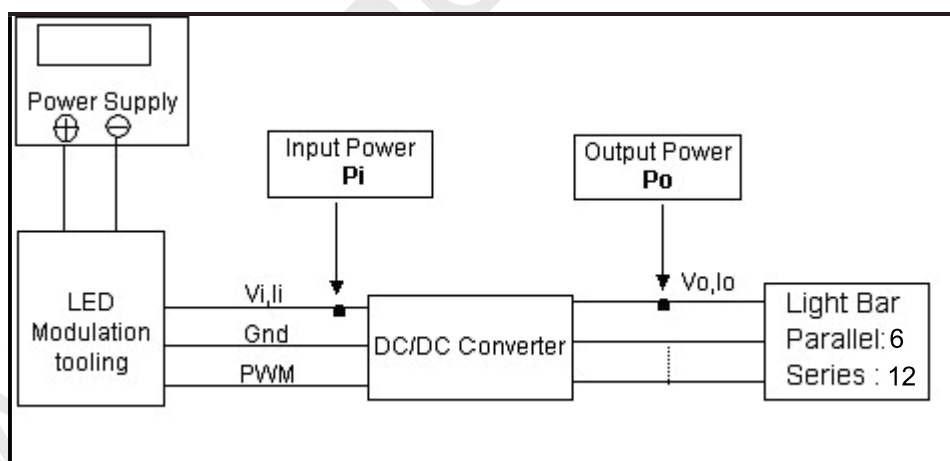 Power Supply
Input Power
Pi
Output Power
Po
LED
Modulation
tooling
Vi,Ii
Gnd
PWM
DC/DC Converter
Vo,Io
Light Bar
Parallel:6
Series : 12